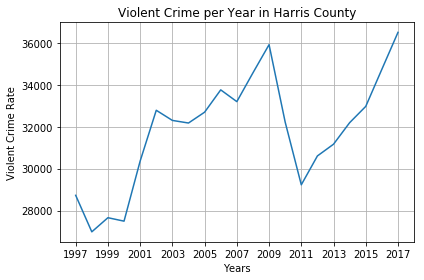 Violent Crime per Year in Harris County
36000
34000
32000
30000
28000
Violent Crime Rate
1997 1999 2001 2003 2005 2007 2009 2011 2013 2015 2017
Years